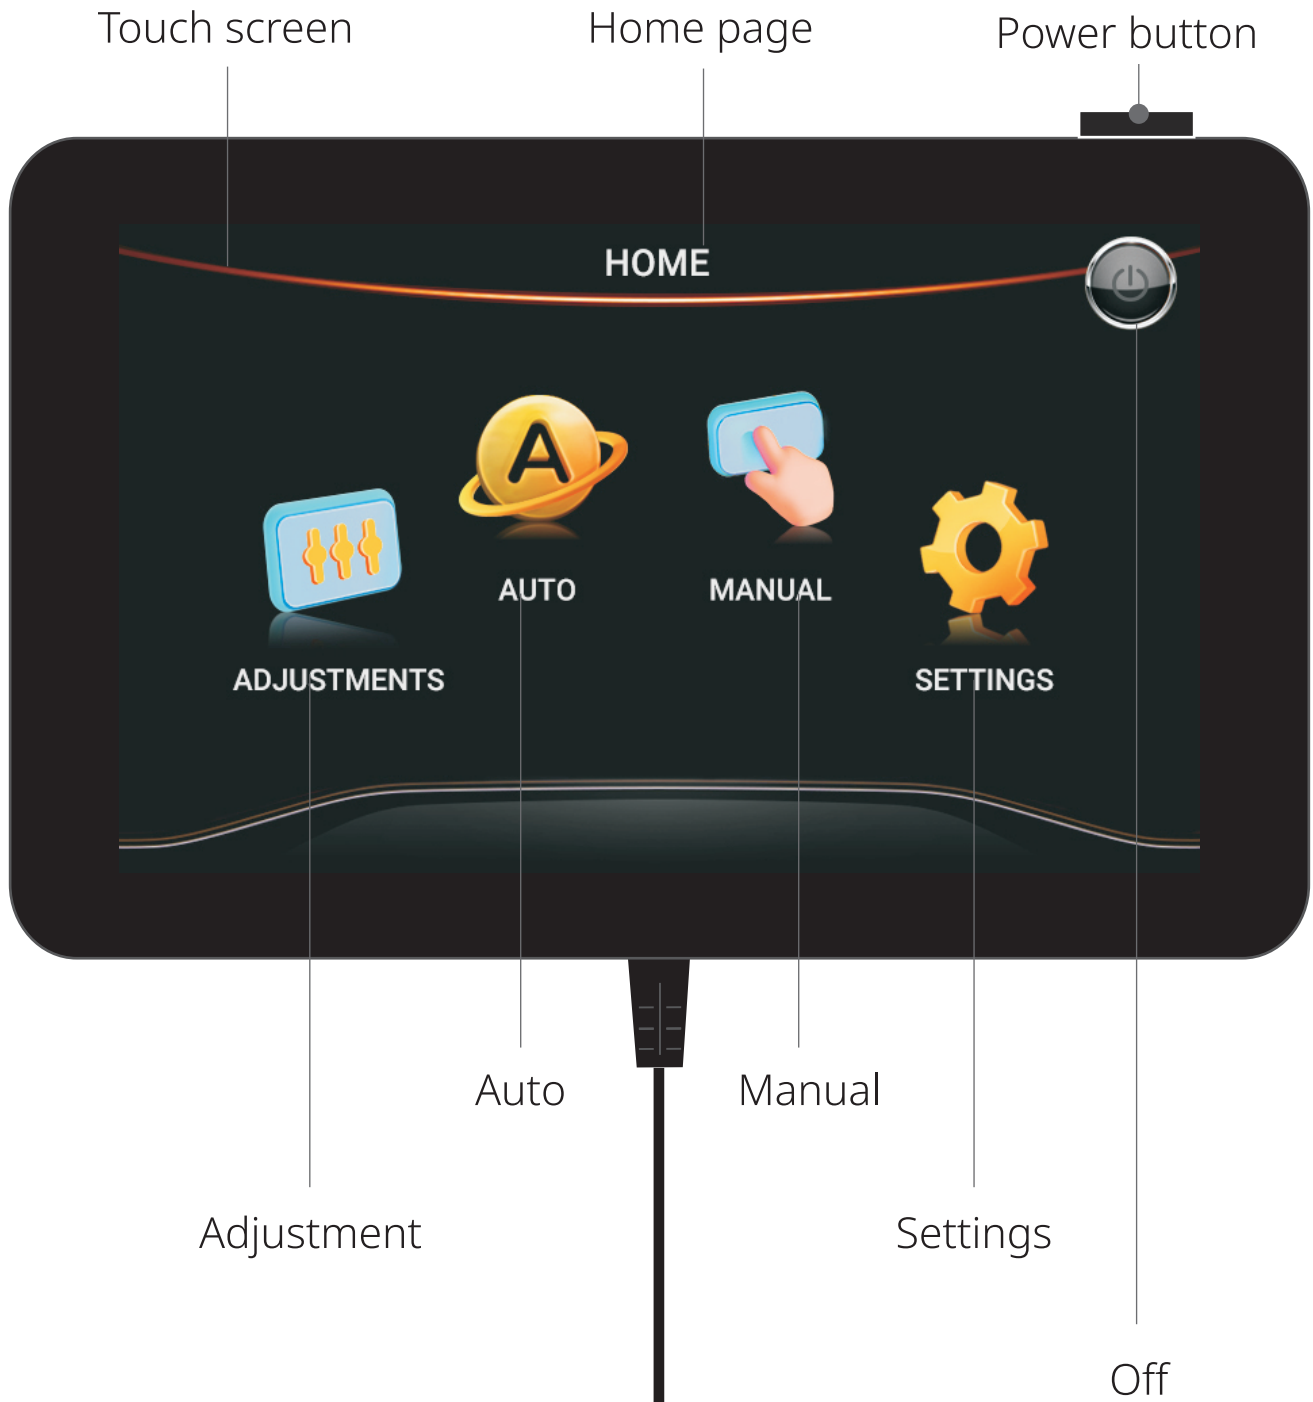 Touch screen
Home page
Power button
HOME
A
AUTO
MANUAL
ADJUSTMENTS
SETTINGS
Auto
Manual
Adjustment
Settings
Off